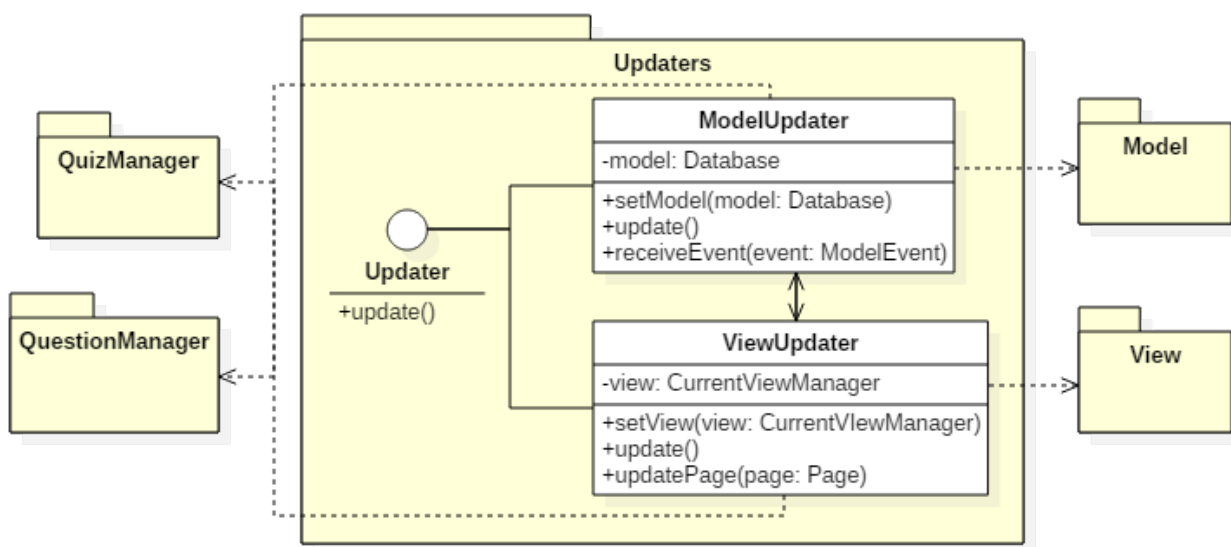 Updaters
QuizManager
QuestionManager
Updater
+update()
ModelUpdater
-model: Database
+setModel(model: Database)
+update()
+receiveEvent(event: ModelEvent)
ViewUpdater
-view: CurrentViewManager
+setView(view: CurrentVIewManager)
+update()
+updatePage(page: Page)
Model
View